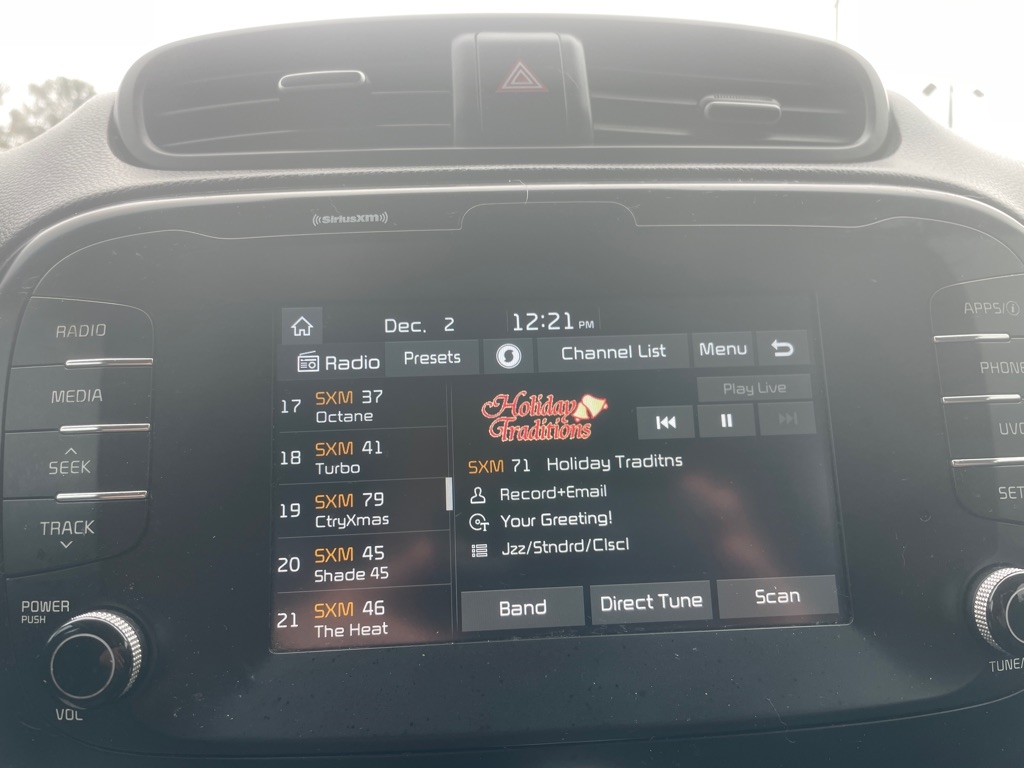 ((SiriusXM))
RADIO
MEDIA
SEEK
TRACK
POWER
PUSH
VOL
Dec. 2
12:21 PM
Radio
Presets
Channel List
Menu
17 SXM 37
Octane
18 SXM 41
Turbo
19 SXM 79
CtryXmas
20 SXM 45
Shade 45
21 SXM 46
The Heat
Holiday
Traditions
Play Live
SXM 71 Holiday Traditns
Record+Email
Your Greeting!
Jzz/Stndrd/Clscl
Band
Direct Tune
Scan
APPS/i
PHONE
UVO
SET
TUNE/